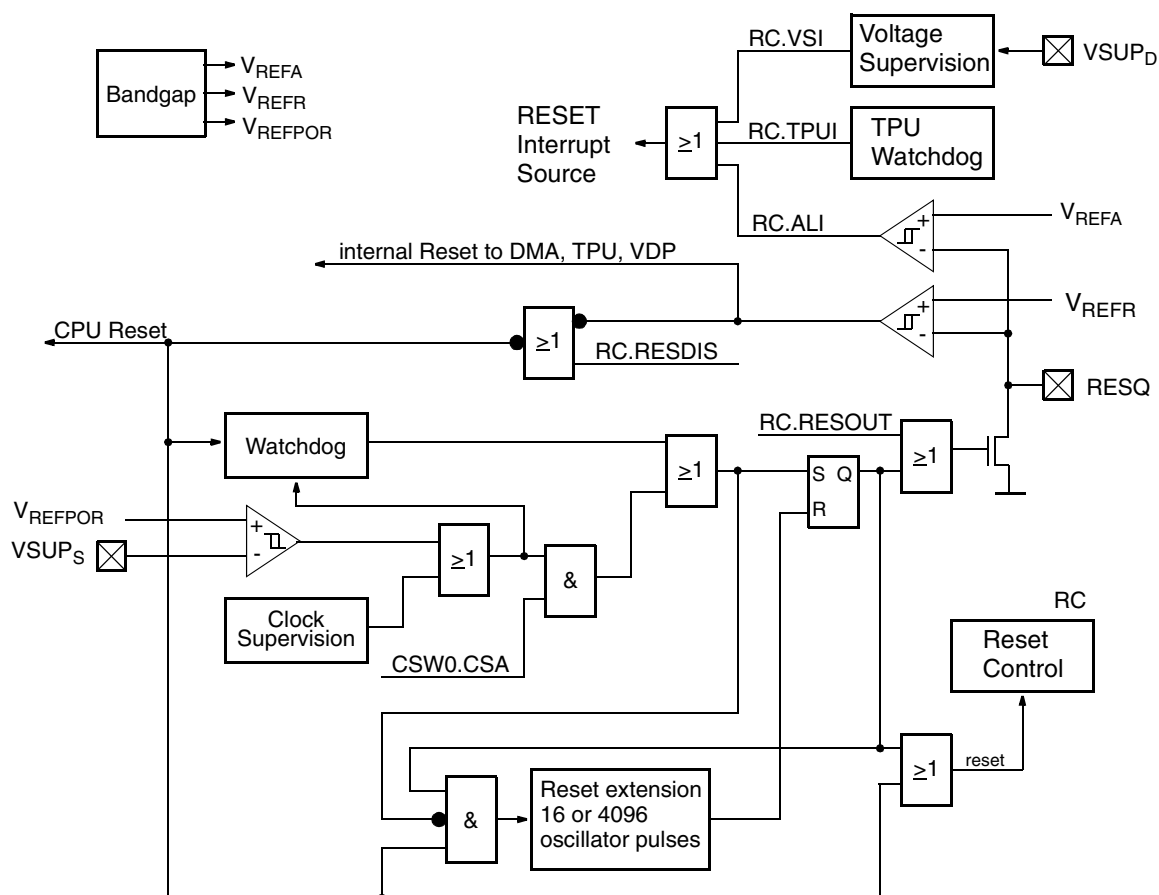 RC.VSI
Voltage
Supervision
VSUPD
Bandgap
VREFA
VREFR
VREFPOR
RESET
Interrupt
Source
≥1
RC.TPUI
TPU
Watchdog
RC.ALI
+
-
VREFA
internal Reset to DMA, TPU, VDP
+
-
VREFR
CPU Reset
≥1
RC.RESDIS
RESQ
Watchdog
≥1
RC.RESOUT
≥1
S Q
R
VREFPOR
VSUPS
+
-
≥1
&
Clock
Supervision
CSW0.CSA
RC
Reset
Control
≥1
reset
&
Reset extension
16 or 4096
oscillator pulses